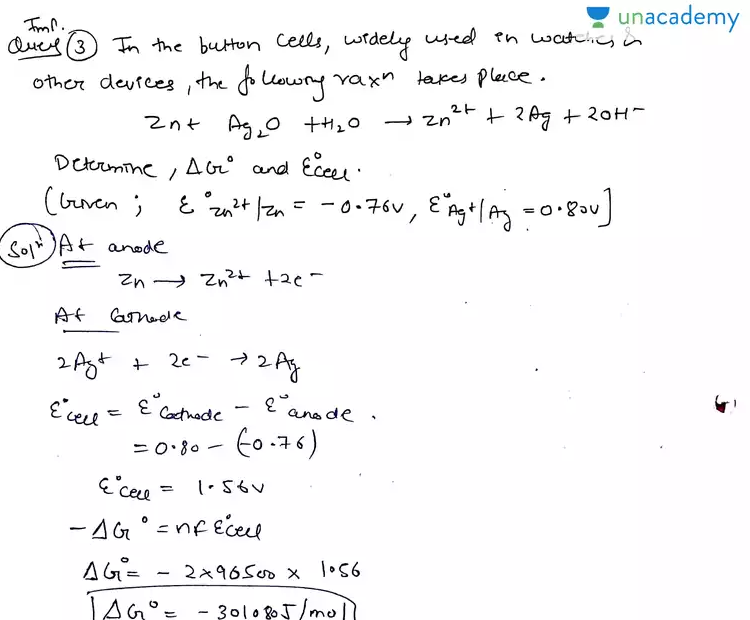 unacademy
Imp.
Ques ③ In the button cells, widely used in watches &
other devices, the following raxⁿ takes place.
Zn + Ag₂O + H₂O → Zn²⁺ + 2Ag + 2OH⁻
Determine, ΔG° and E°cell.
(Given ; E°Zn²⁺/Zn = -0.76V, E°Ag⁺/Ag = 0.80V]
Solⁿ At anode
Zn → Zn²⁺ + 2e⁻
At Cathode
2Ag⁺ + 2e⁻ → 2Ag
E°cell = E°Cathode - E°anode.
= 0.80 - (-0.76)
E°cell = 1.56V
-ΔG° = nf E°cell
ΔG° = - 2x96500 x 1.56
ΔG° = - 301080J/mol